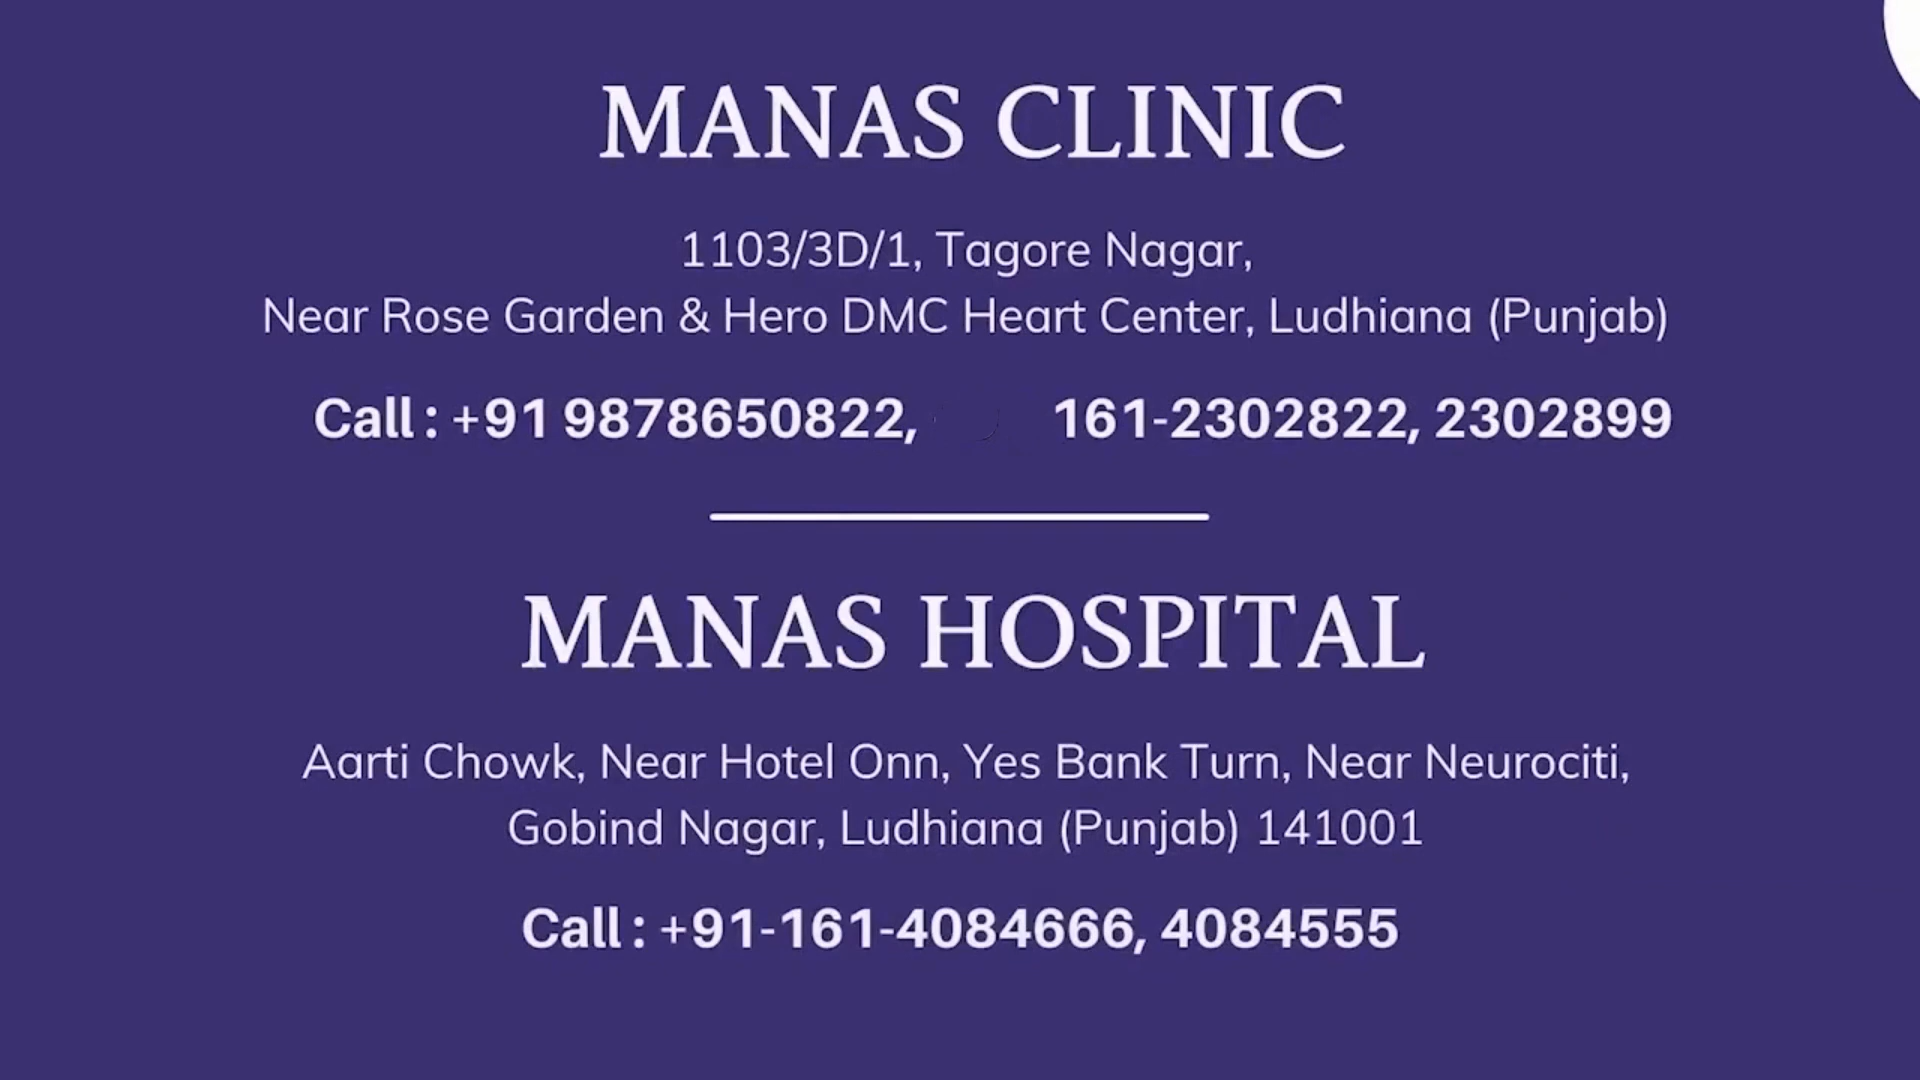 MANAS CLINIC
1103/3D/1, Tagore Nagar,
Near Rose Garden & Hero DMC Heart Center, Ludhiana (Punjab)
Call : +91 9878650822, 161-2302822, 2302899
MANAS HOSPITAL
Aarti Chowk, Near Hotel Onn, Yes Bank Turn, Near Neurociti,
Gobind Nagar, Ludhiana (Punjab) 141001
Call : +91-161-4084666, 4084555